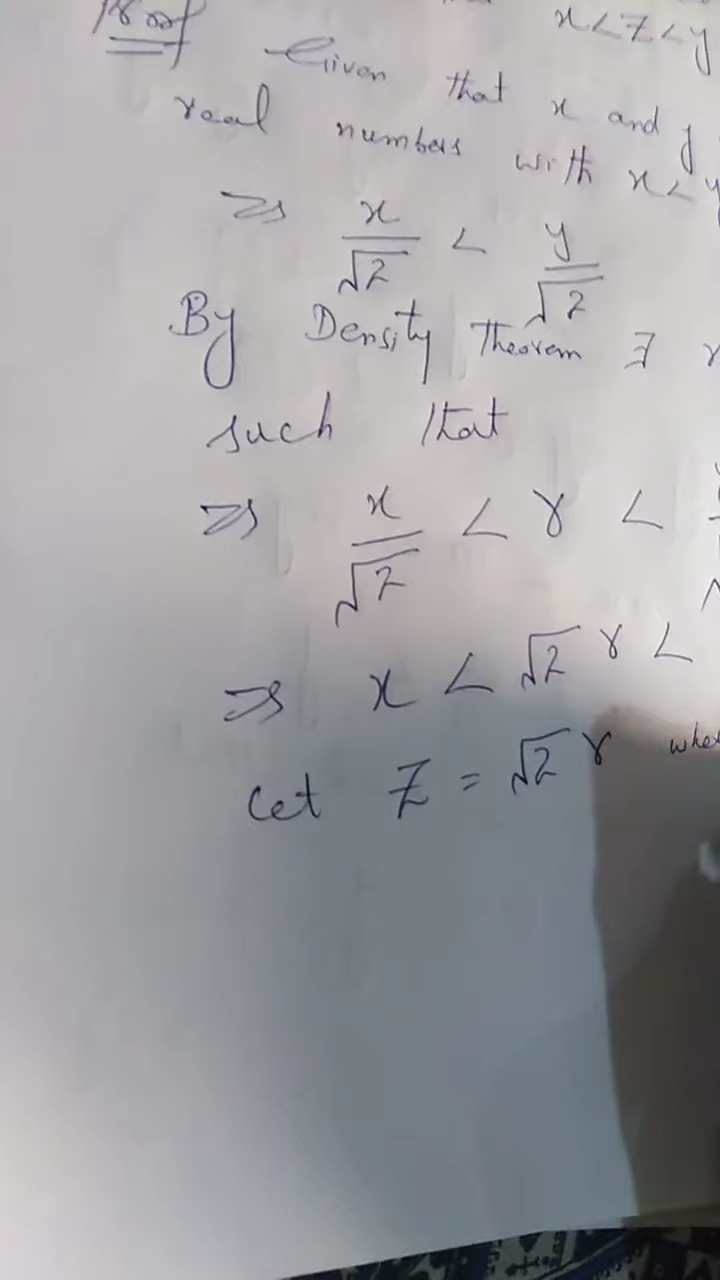 x < z < y
Proof Given that x and y
real numbers with x < y
⇒ x/√2 < y/√2
By Density Theorem ∃ r
such that
⇒ x/√2 < r <
⇒ x < √2 r <
Let z = √2 r